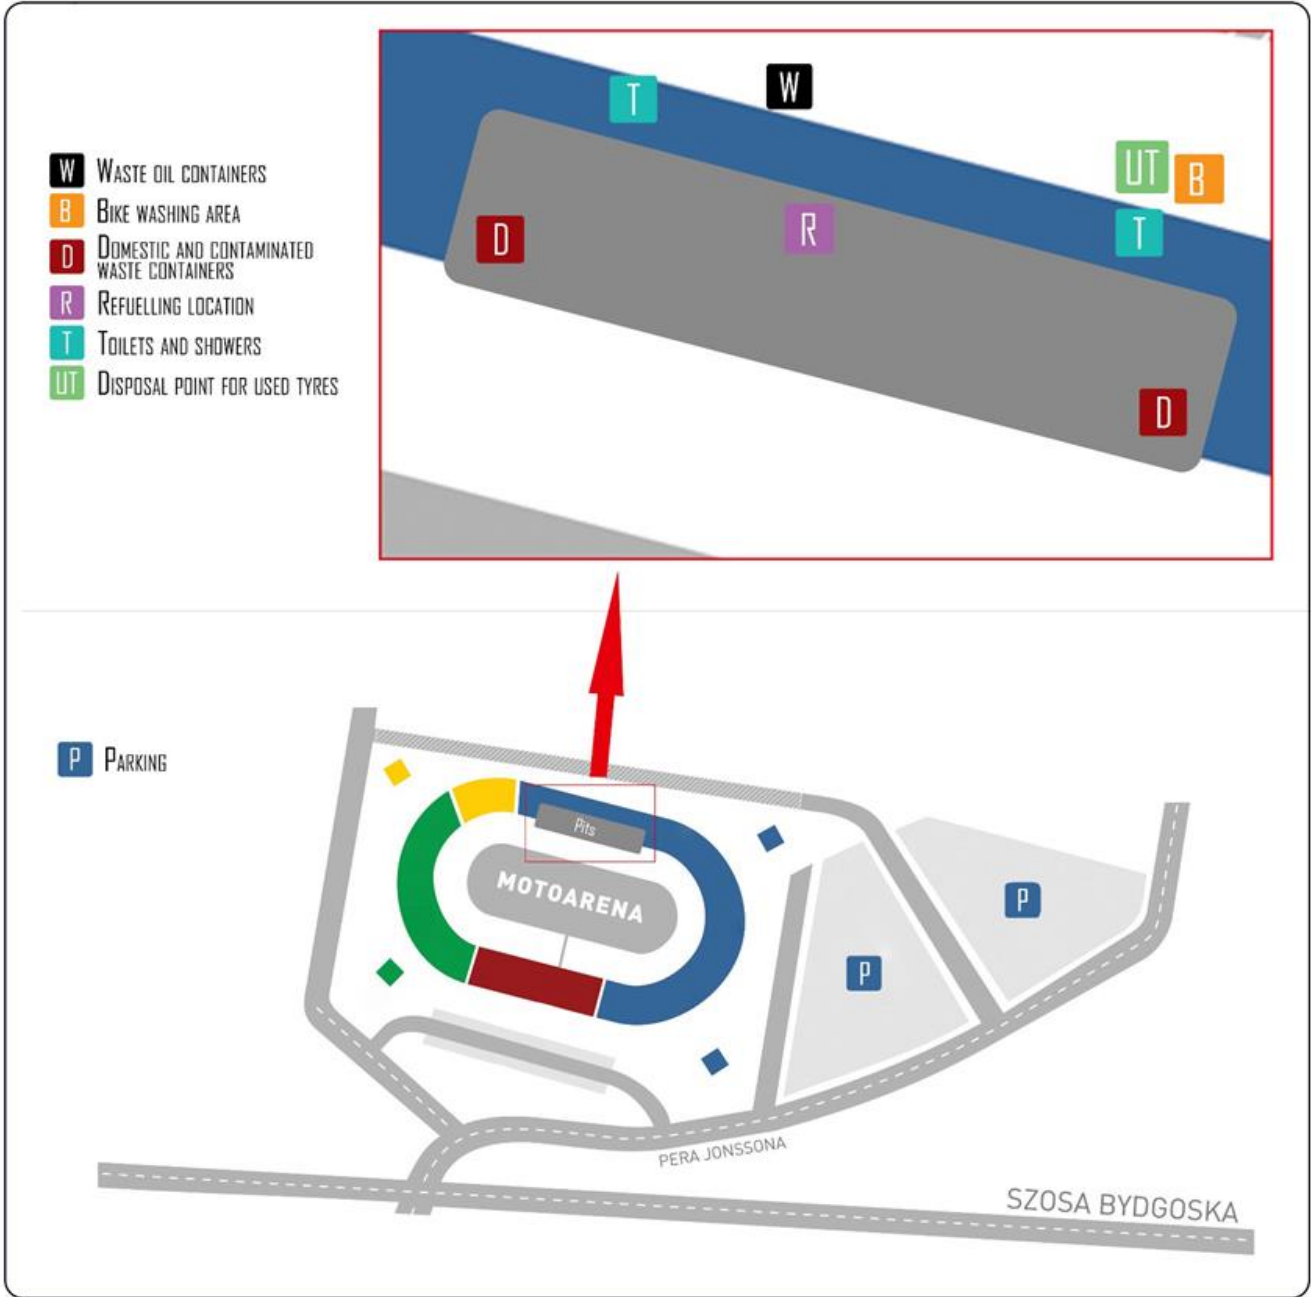 W WASTE OIL CONTAINERS
B BIKE WASHING AREA
D DOMESTIC AND CONTAMINATED
WASTE CONTAINERS
R REFUELLING LOCATION
T TOILETS AND SHOWERS
UT DISPOSAL POINT FOR USED TYRES
T
W
UT
B
D
R
T
D
P PARKING
Pits
MOTOARENA
P
P
PERA JONSSONA
SZOSA BYDGOSKA